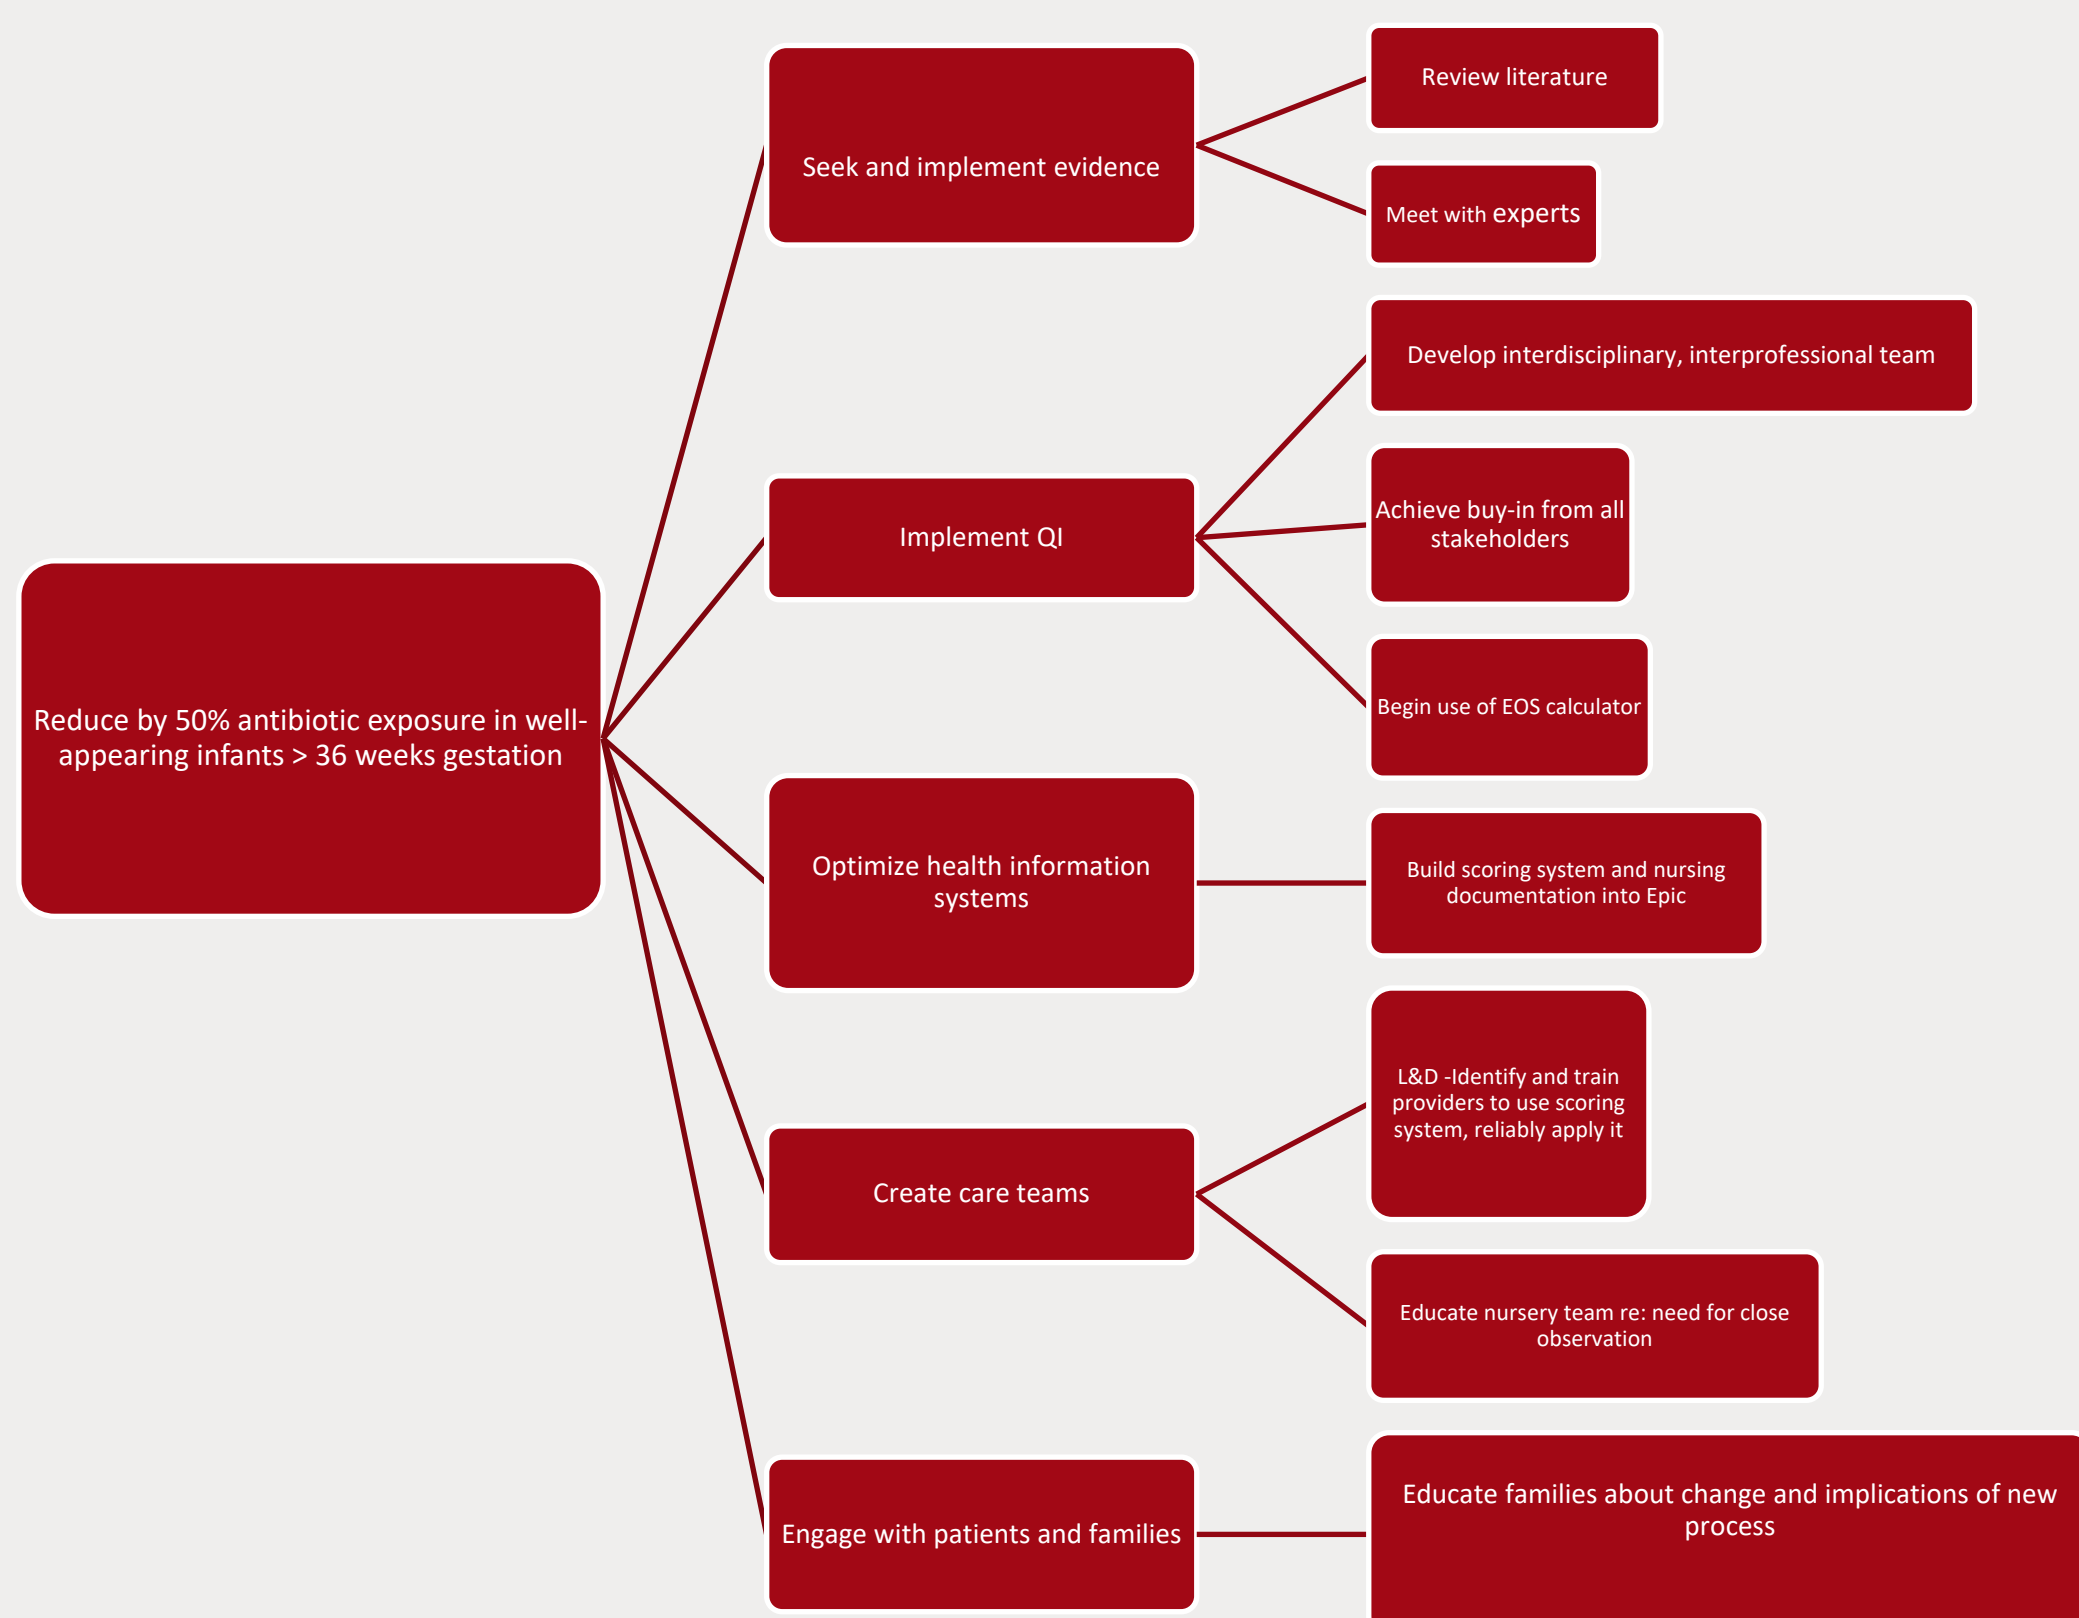 Reduce by 50% antibiotic exposure in well-
appearing infants > 36 weeks gestation
Seek and implement evidence
Review literature
Meet with experts
Implement QI
Develop interdisciplinary, interprofessional team
Achieve buy-in from all
stakeholders
Begin use of EOS calculator
Optimize health information
systems
Build scoring system and nursing
documentation into Epic
Create care teams
L&D -Identify and train
providers to use scoring
system, reliably apply it
Educate nursery team re: need for close
observation
Engage with patients and families
Educate families about change and implications of new
process